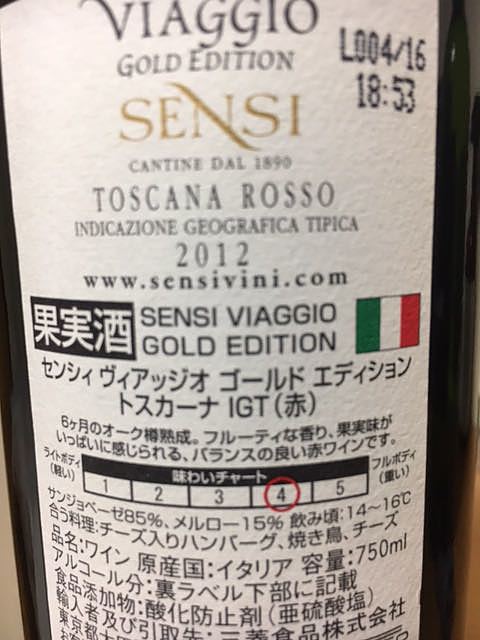 VIAGGIO
GOLD EDITION
L004/16
18:53
SENSI
CANTINE DAL 1890
TOSCANA ROSSO
INDICAZIONE GEOGRAFICA TIPICA
2012
www.sensivini.com
果実酒 SENSI VIAGGIO
GOLD EDITION
センシィ ヴィアッジオ ゴールド エディション
トスカーナ IGT(赤)
6ヶ月のオーク樽熟成。フルーティな香り、果実味が
いっぱいに感じられる、バランスの良い赤ワインです。
ライトボディ(軽い) 味わいチャート フルボディ(重い)
1 2 3 4 5
サンジョベーゼ85%、メルロー15% 飲み頃:14~16℃
合う料理:チーズ入りハンバーグ、焼き鳥、チーズ
品名:ワイン 原産国:イタリア 容量:750ml
アルコール分:裏ラベル下部に記載
食品添加物:酸化防止剤(亜硫酸塩)
輸入者及び引取先:三菱食品株式会社
東京都大